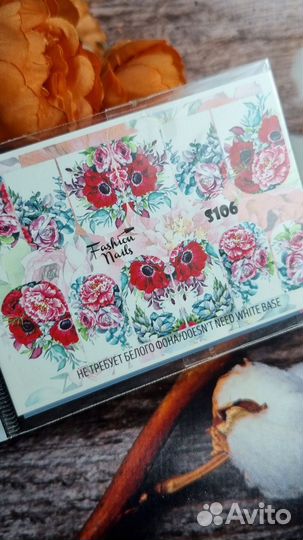 S106
Fashion
Nails
НЕ ТРЕБУЕТ БЕЛОГО ФОНА/DOESN'T NEED WHITE BASE
Avito